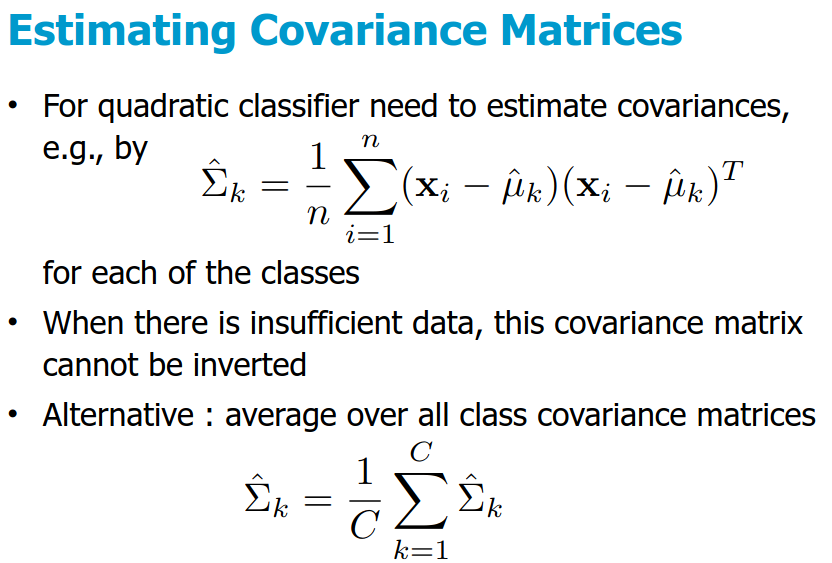 Estimating Covariance Matrices
• For quadratic classifier need to estimate covariances,
e.g., by
$\hat{\Sigma}_k = \frac{1}{n} \sum_{i=1}^{n} (\mathbf{x}_i - \hat{\mu}_k)(\mathbf{x}_i - \hat{\mu}_k)^T$
for each of the classes
• When there is insufficient data, this covariance matrix
cannot be inverted
• Alternative : average over all class covariance matrices
$\hat{\Sigma}_k = \frac{1}{C} \sum_{k=1}^{C} \hat{\Sigma}_k$